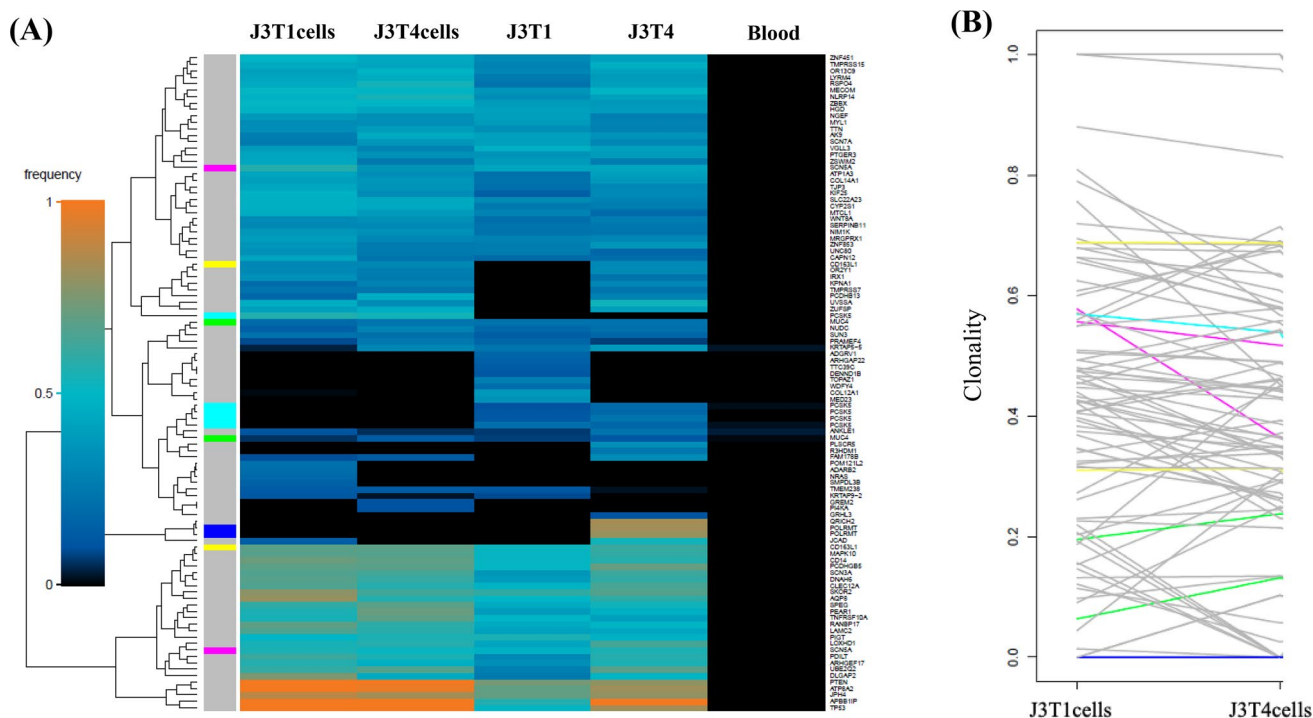 (A)
J3T1cells J3T4cells J3T1 J3T4 Blood
frequency
1
0.5
0
ZNF451
TMPRSS15
OR13C9
LYRM4
RSPO4
MECOM
NLRP14
ZBBX
HGD
NGEF
MYL1
TTN
AK9
SCN7A
VGLL3
PTGER3
ZSWIM2
SCN5A
ATP1A3
COL14A1
TJP3
KIF25
SLC22A23
CYP2S1
MTCL1
WNT8A
SERPINB11
NIM1K
MRGPRX1
ZNF853
UNC80
CAPN12
CD163L1
OR2Y1
IRX1
KPNA1
TMPRSS7
PCDHB13
UVSSA
ZUFSP
PCSK5
MUC4
NUDC
SUN3
PRAMEF4
KRTAP5-5
ADGRV1
ARHGAP22
TTC39C
DENND1B
TOPAZ1
WDFY4
COL12A1
MED23
PCSK5
PCSK5
PCSK5
PCSK5
ANKLE1
MUC4
PLSCR5
R3HDM1
FAM178B
POM121L2
ADARB2
NRAS
SMPDL3B
TMEM238
KRTAP9-2
GREM2
PI4KA
GRHL3
QRICH2
POLRMT
POLRMT
JCAD
CD163L1
MAPK10
CD14
PCDHGB5
SCN3A
DNAH6
CLEC12A
SKOR2
AQP8
SPEG
PEAR1
TNFRSF10A
RANBP17
LAMC2
PIGT
LOXHD1
SCN5A
PDILT
ARHGEF17
UBE2Q2
DLGAP2
PTEN
ATP8A2
JPH4
APBB1IP
TP53
(B)
Clonality
1.0
0.8
0.6
0.4
0.2
0.0
J3T1cells J3T4cells